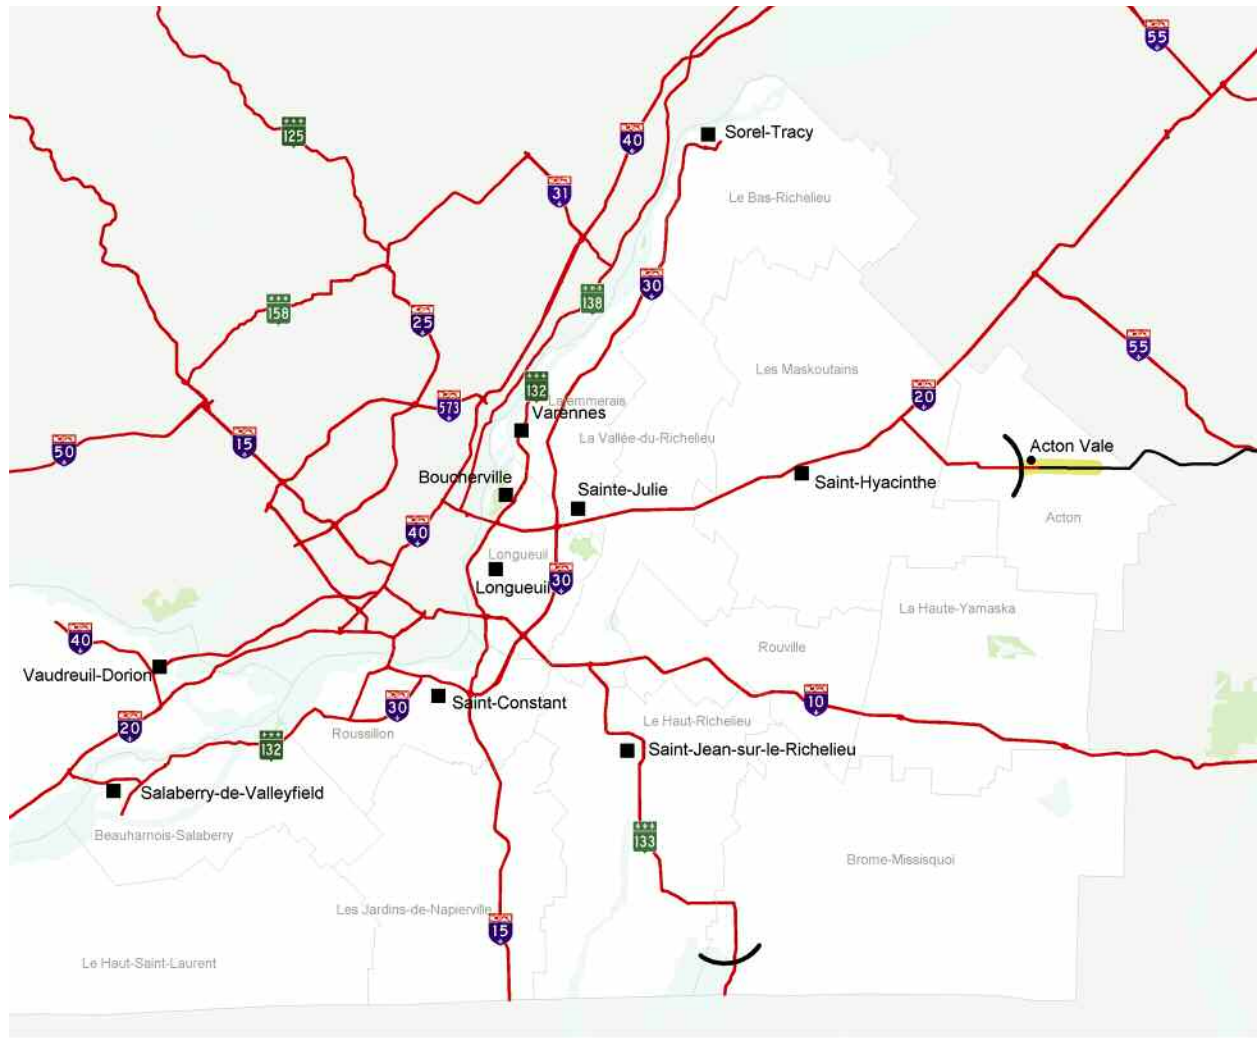 55
40
Sorel-Tracy
125
31
Le Bas-Richelieu
30
138
158
25
55
Les Maskoutains
20
132
573
Varennes
La Vallée-du-Richelieu
15
50
Acton Vale
Boucherville
Sainte-Julie
Saint-Hyacinthe
Acton
40
Longueuil
Longueuil
30
La Haute-Yamaska
40
Rouville
Vaudreuil-Dorion
Saint-Constant
30
10
20
Roussillon
132
Le Haut-Richelieu
Saint-Jean-sur-le-Richelieu
Salaberry-de-Valleyfield
Beauharnois-Salaberry
133
Brome-Missisquoi
Les Jardins-de-Napierville
15
Le Haut-Saint-Laurent